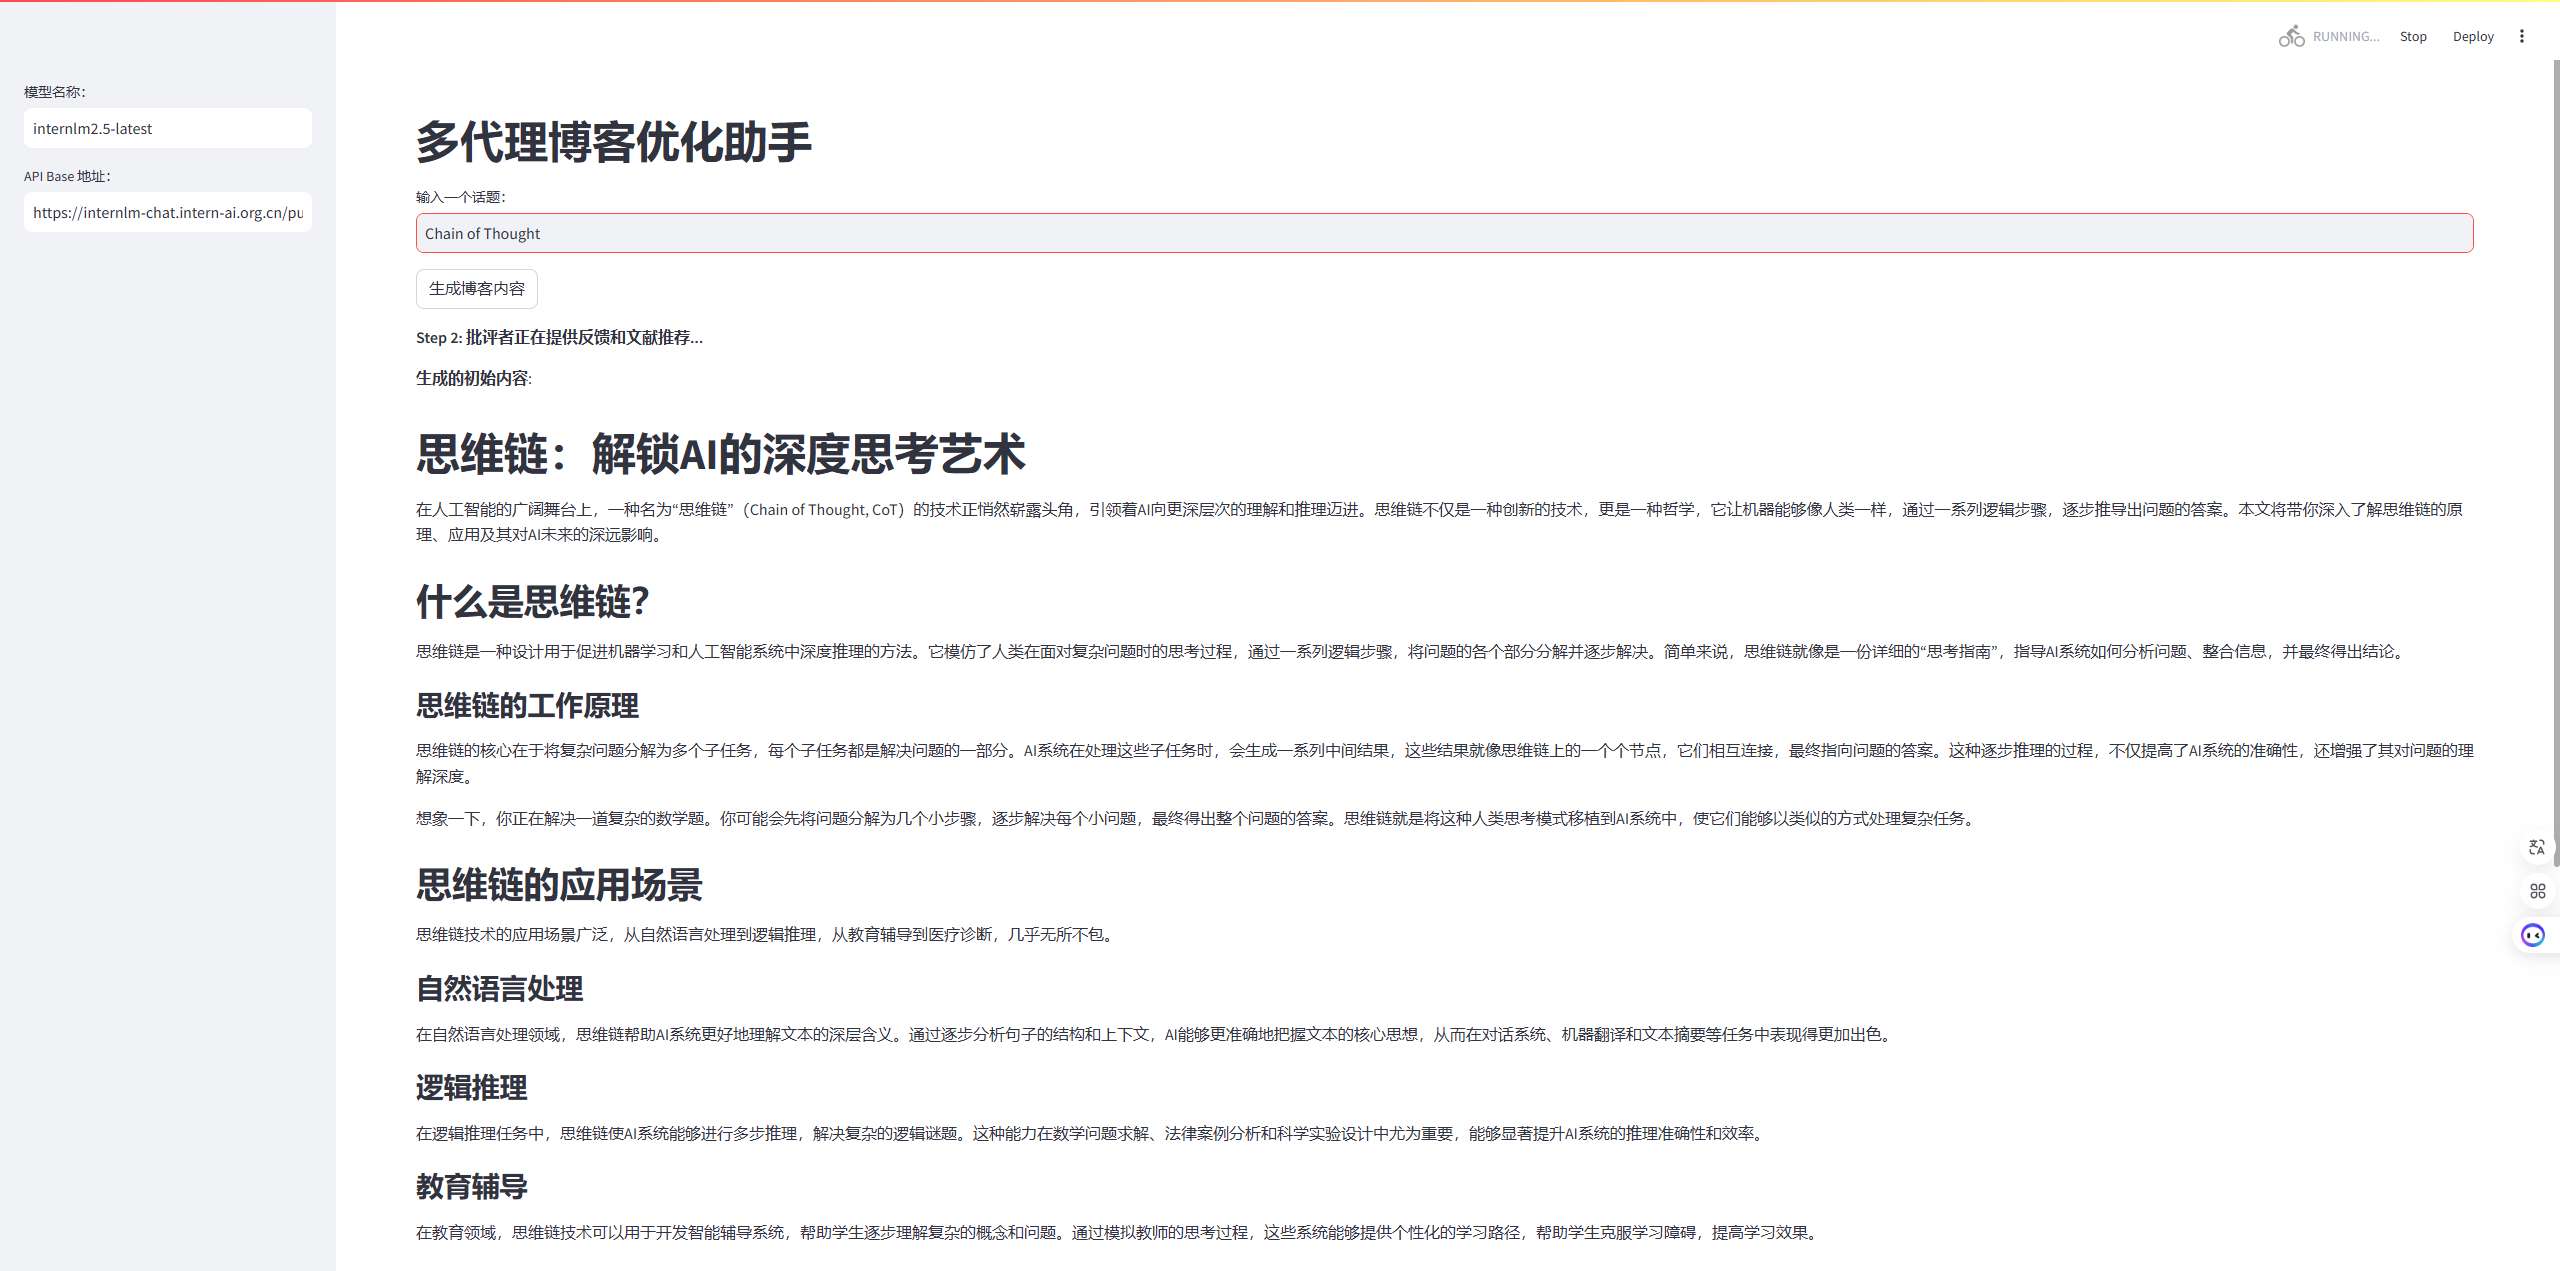 RUNNING...
Stop
Deploy
模型名称：
internlm2.5-latest
API Base 地址：
https://internlm-chat.intern-ai.org.cn/pu
多代理博客优化助手
输入一个话题：
Chain of Thought
生成博客内容
Step 2: 批评者正在提供反馈和文献推荐...
生成的初始内容:
思维链：解锁AI的深度思考艺术
在人工智能的广阔舞台上，一种名为“思维链”（Chain of Thought, CoT）的技术正悄然崭露头角，引领着AI向更深层次的理解和推理迈进。思维链不仅是一种创新的技术，更是一种哲学，它让机器能够像人类一样，通过一系列逻辑步骤，逐步推导出问题的答案。本文将带你深入了解思维链的原
理、应用及其对AI未来的深远影响。
什么是思维链？
思维链是一种设计用于促进机器学习和人工智能系统中深度推理的方法。它模仿了人类在面对复杂问题时的思考过程，通过一系列逻辑步骤，将问题的各个部分分解并逐步解决。简单来说，思维链就像是一份详细的“思考指南”，指导AI系统如何分析问题、整合信息，并最终得出结论。
思维链的工作原理
思维链的核心在于将复杂问题分解为多个子任务，每个子任务都是解决问题的一部分。AI系统在处理这些子任务时，会生成一系列中间结果，这些结果就像思维链上的一个个节点，它们相互连接，最终指向问题的答案。这种逐步推理的过程，不仅提高了AI系统的准确性，还增强了其对问题的理
解深度。
想象一下，你正在解决一道复杂的数学题。你可能会先将问题分解为几个小步骤，逐步解决每个小问题，最终得出整个问题的答案。思维链就是将这种人类思考模式移植到AI系统中，使它们能够以类似的方式处理复杂任务。
思维链的应用场景
思维链技术的应用场景广泛，从自然语言处理到逻辑推理，从教育辅导到医疗诊断，几乎无所不包。
自然语言处理
在自然语言处理领域，思维链帮助AI系统更好地理解文本的深层含义。通过逐步分析句子的结构和上下文，AI能够更准确地把握文本的核心思想，从而在对话系统、机器翻译和文本摘要等任务中表现得更加出色。
逻辑推理
在逻辑推理任务中，思维链使AI系统能够进行多步推理，解决复杂的逻辑谜题。这种能力在数学问题求解、法律案例分析和科学实验设计中尤为重要，能够显著提升AI系统的推理准确性和效率。
教育辅导
在教育领域，思维链技术可以用于开发智能辅导系统，帮助学生逐步理解复杂的概念和问题。通过模拟教师的思考过程，这些系统能够提供个性化的学习路径，帮助学生克服学习障碍，提高学习效果。